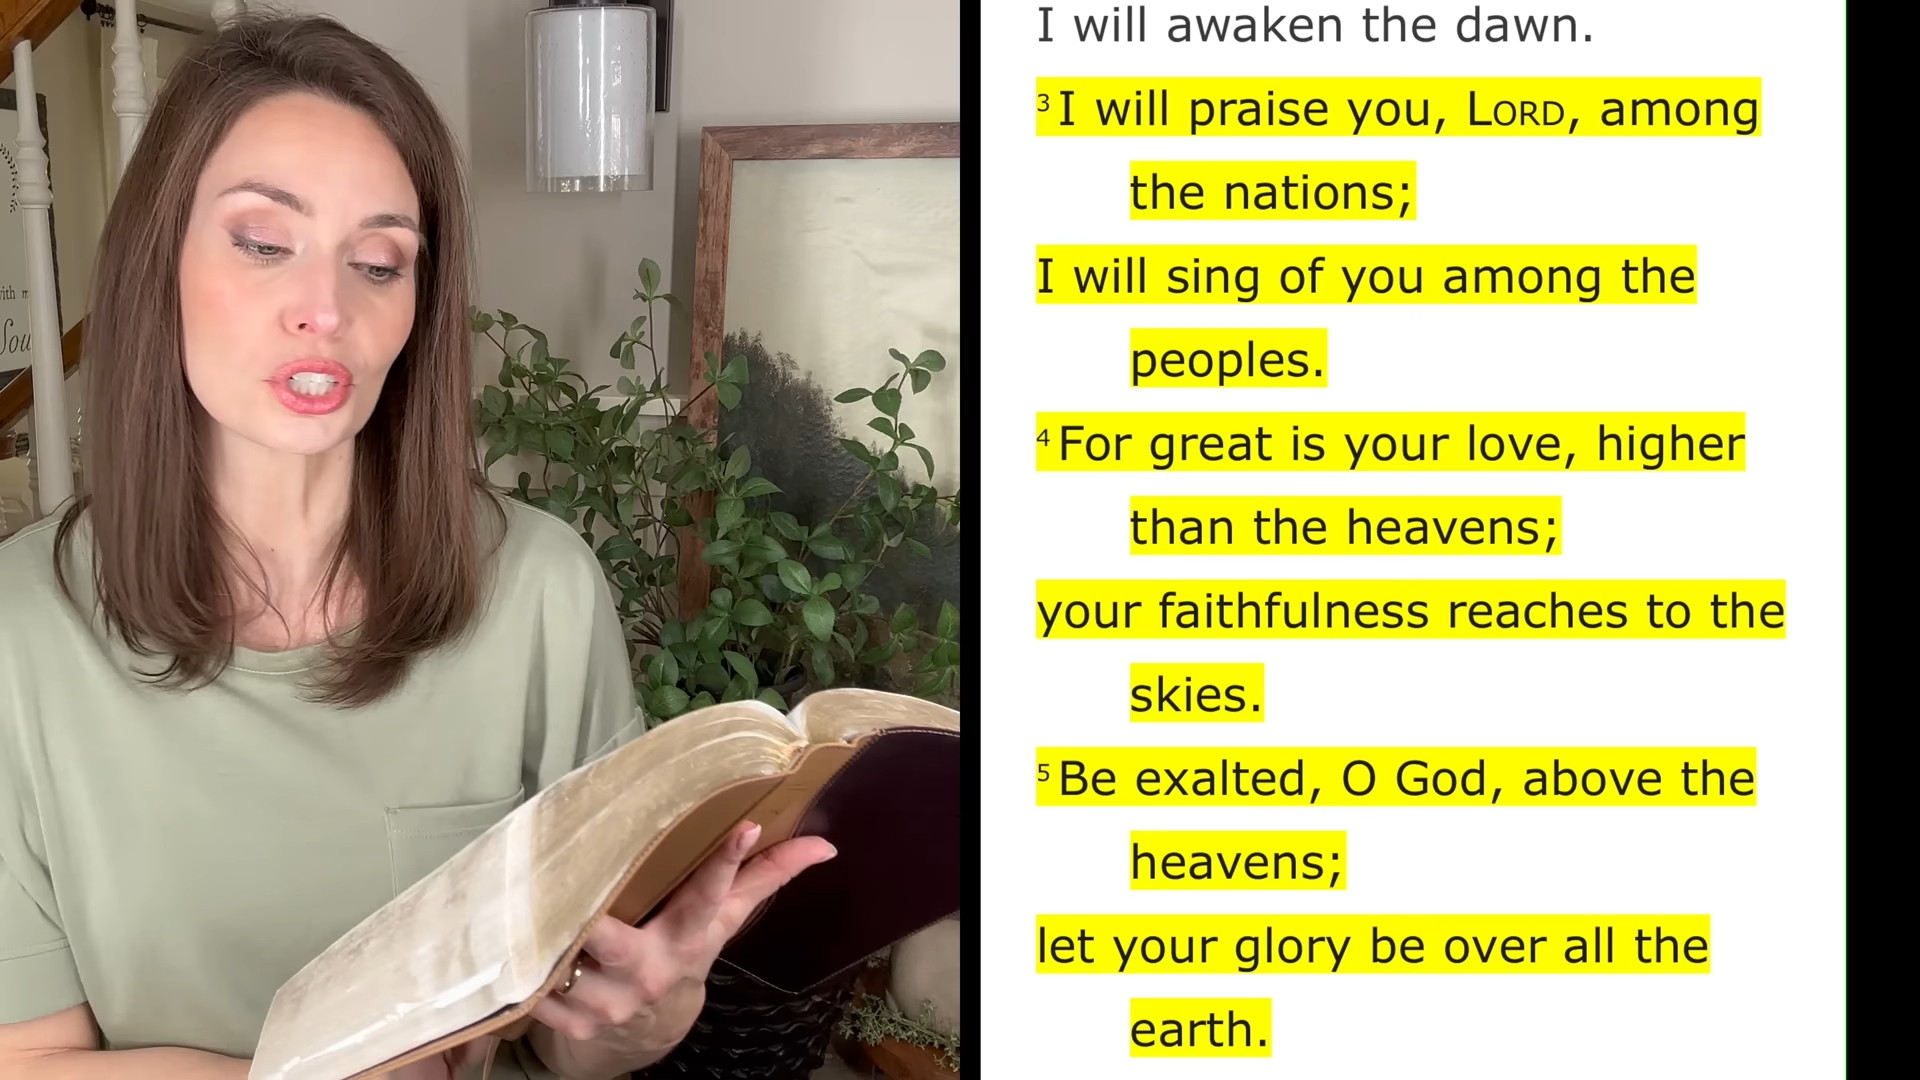 I will awaken the dawn.
3 I will praise you, LORD, among
the nations;
I will sing of you among the
peoples.
4 For great is your love, higher
than the heavens;
your faithfulness reaches to the
skies.
5 Be exalted, O God, above the
heavens;
let your glory be over all the
earth.
with